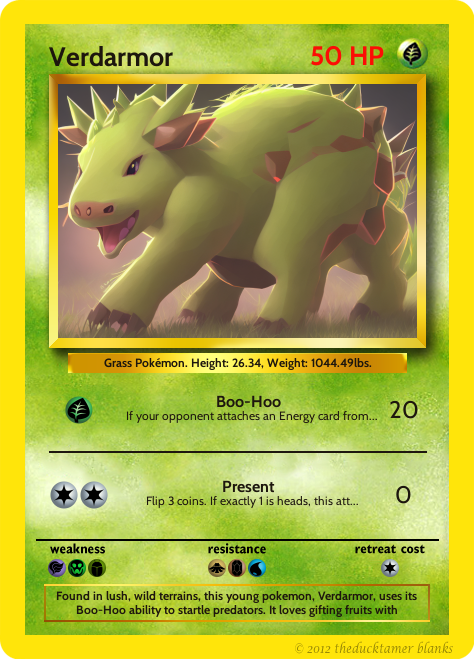 Verdarmor
50 HP
Grass Pokémon. Height: 26.34, Weight: 1044.49lbs.
Boo-Hoo
If your opponent attaches an Energy card from...
20
Present
Flip 3 coins. If exactly 1 is heads, this att...
0
weakness
resistance
retreat cost
Found in lush, wild terrains, this young pokemon, Verdarmor, uses its
Boo-Hoo ability to startle predators. It loves gifting fruits with
© 2012 theducktamer blanks